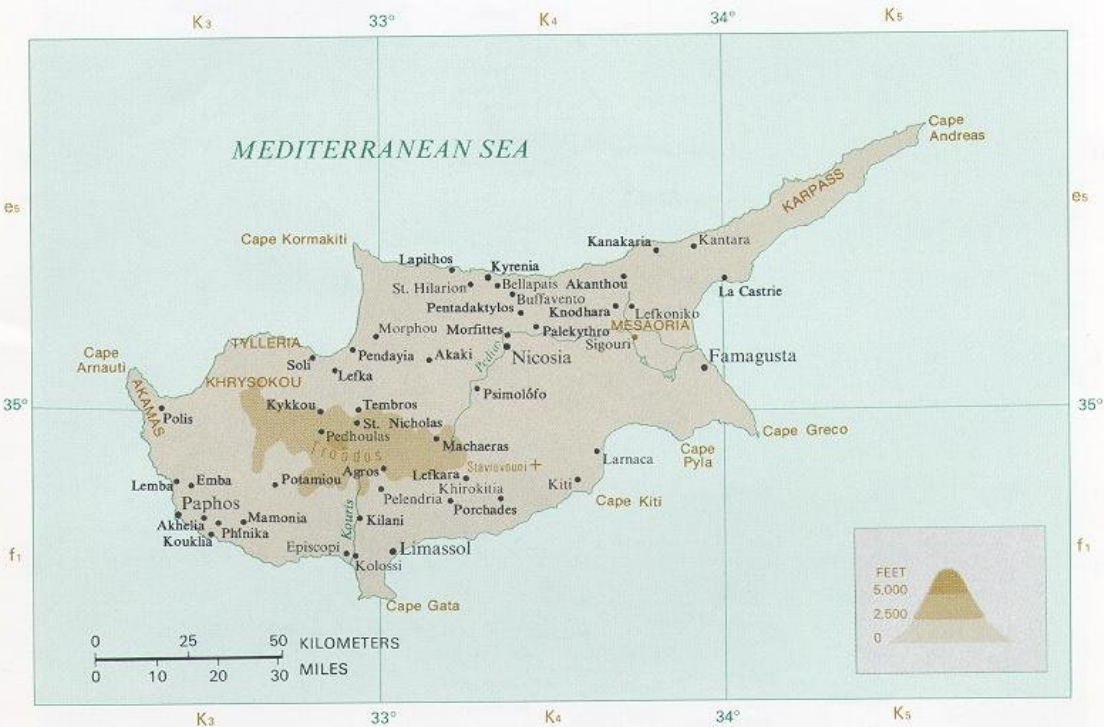 K₃ 33° K₄ 34° K₅
Cape
Andreas
MEDITERRANEAN SEA
KARPASS
e₅ e₅
Cape Kormakiti
Kanakaria Kantara
Lapithos Kyrenia
St. Hilarion Bellapais Akanthou
Buffavento La Castrie
Pentadaktylos Knodhara Lefkoniko
Morphou Morfittes Palekythro MESAORIA
TYLLERIA Sigouri
Cape
Arnauti
Soli Pendayia Akaki Pedios Nicosia Famagusta
Lefka
KHRYSOKOU
AKAMAS
Psimolófo
35° Polis Kykkou Tembros 35°
St. Nicholas Cape Greco
Pedhoulas Machaeras
Troodos Cape
Pyla
Larnaca
Agros Lefkara Stavrovouni
Lemba Emba Potamiou Khirokitia Kiti
Pelendria Cape Kiti
Paphos Porchades
Akhelia Mamonia Kouris Kilani
Phínika
Kouklia
f₁ Episcopi Limassol f₁
Kolossi
Cape Gata
FEET
5,000
2,500
0
0 25 50 KILOMETERS
0 10 20 30 MILES
K₃ 33° K₄ 34° K₅